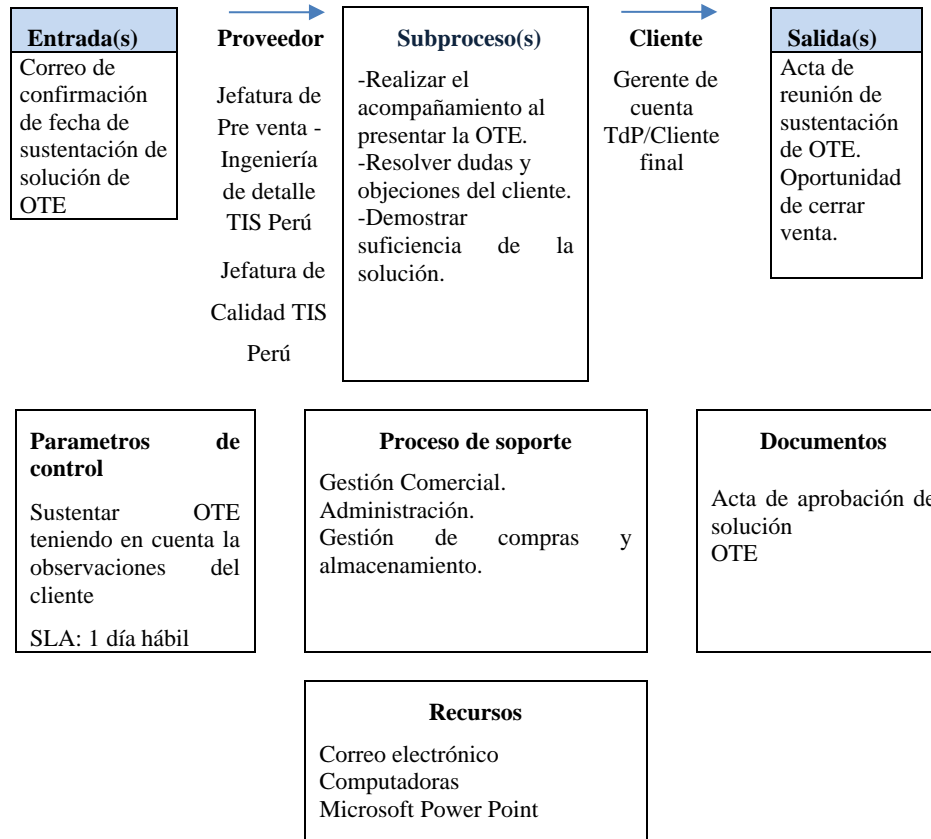 Entrada(s)
Correo de
confirmación
de fecha de
sustentación de
solución de
OTE
Proveedor
Jefatura de
Pre venta -
Ingeniería
de detalle
TIS Perú
Jefatura de
Calidad TIS
Perú
Subproceso(s)
-Realizar el
acompañamiento al
presentar la OTE.
-Resolver dudas y
objeciones del cliente.
-Demostrar
suficiencia de la
solución.
Cliente
Gerente de
cuenta
TdP/Cliente
final
Salida(s)
Acta de
reunión de
sustentación
de OTE.
Oportunidad
de cerrar
venta.
Parametros de
control
Sustentar OTE
teniendo en cuenta la
observaciones del
cliente
SLA: 1 día hábil
Proceso de soporte
Gestión Comercial.
Administración.
Gestión de compras y
almacenamiento.
Documentos
Acta de aprobación de
solución
OTE
Recursos
Correo electrónico
Computadoras
Microsoft Power Point